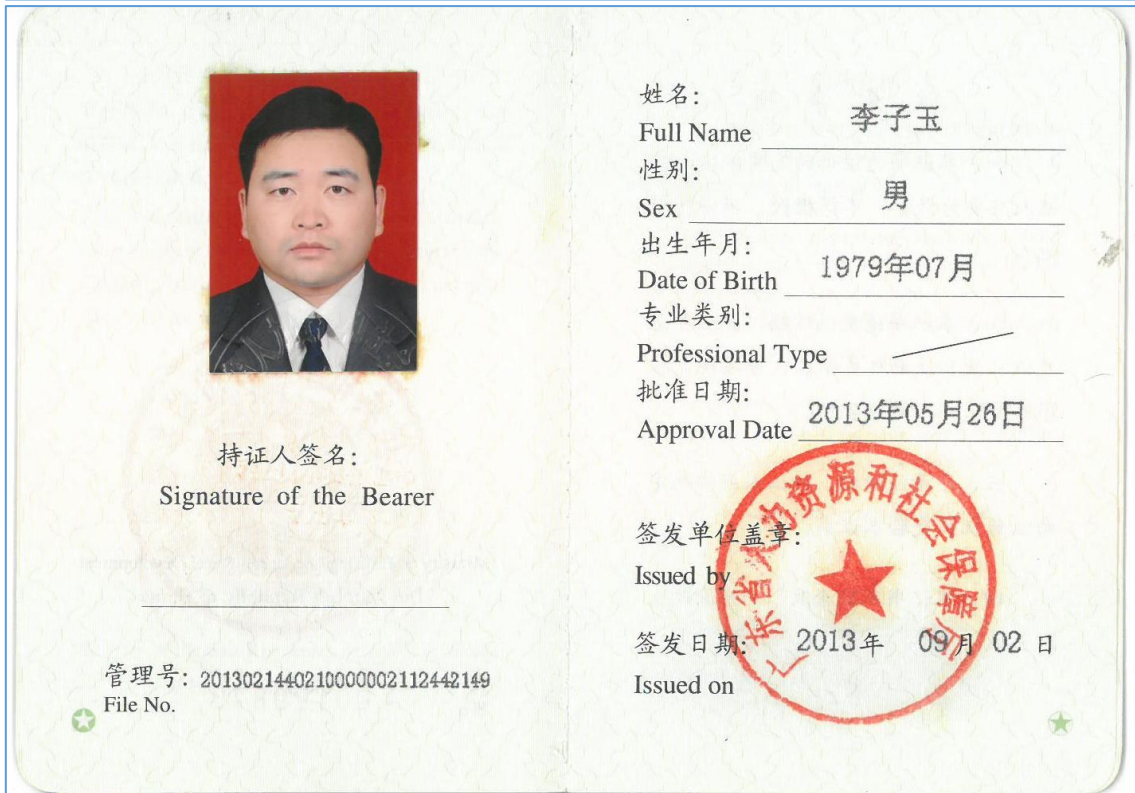 持证人签名:
Signature of the Bearer
管理号: 2013021440210000002112442149
File No.
姓名:
Full Name 李子玉
性别:
Sex 男
出生年月:
Date of Birth 1979年07月
专业类别:
Professional Type
批准日期:
Approval Date 2013年05月26日
签发单位盖章:
Issued by
广东省人力资源和社会保障厅
签发日期: 2013年 09月 02日
Issued on